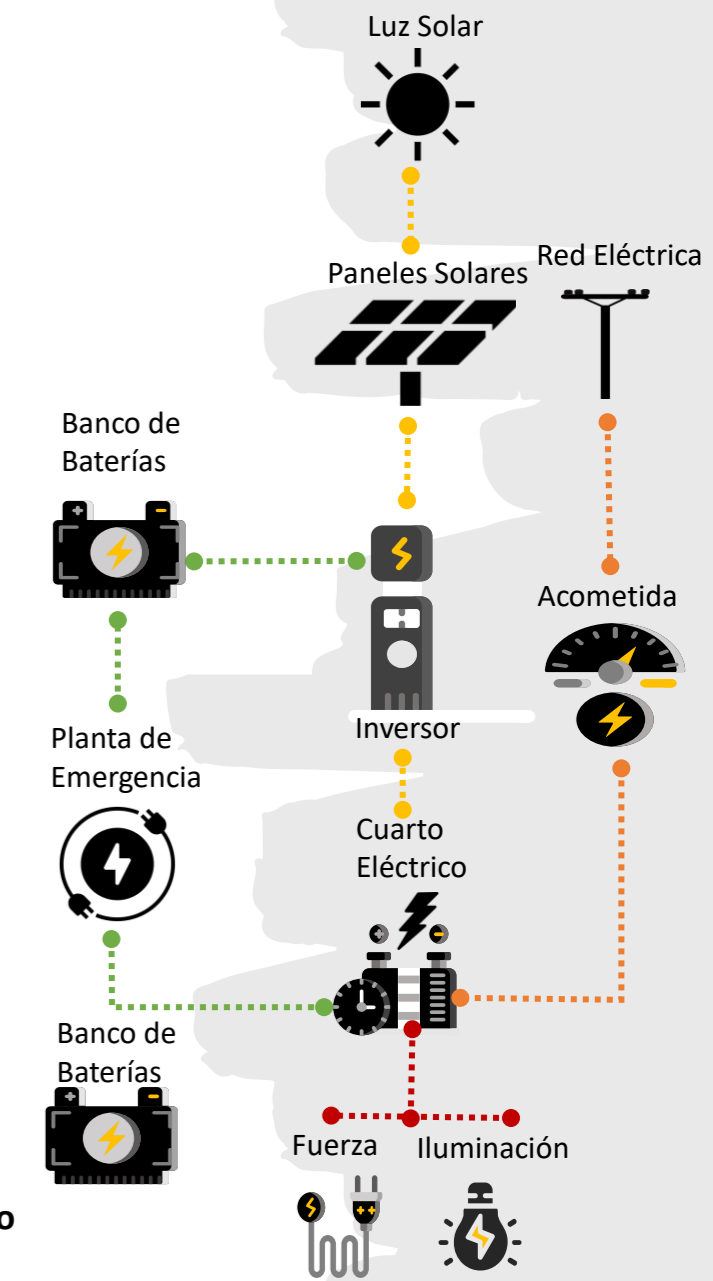 Luz Solar
Paneles Solares
Red Eléctrica
Banco de
Baterías
Acometida
Inversor
Planta de
Emergencia
Cuarto
Eléctrico
Banco de
Baterías
Fuerza
Iluminación
o